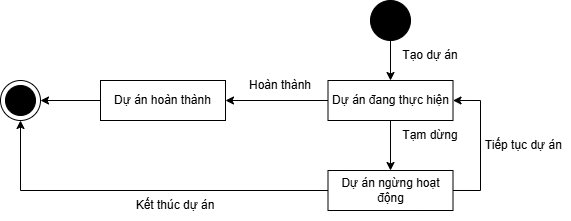 Tạo dự án
Hoàn thành
Dự án hoàn thành
Dự án đang thực hiện
Tạm dừng
Tiếp tục dự án
Dự án ngừng hoạt
động
Kết thúc dự án